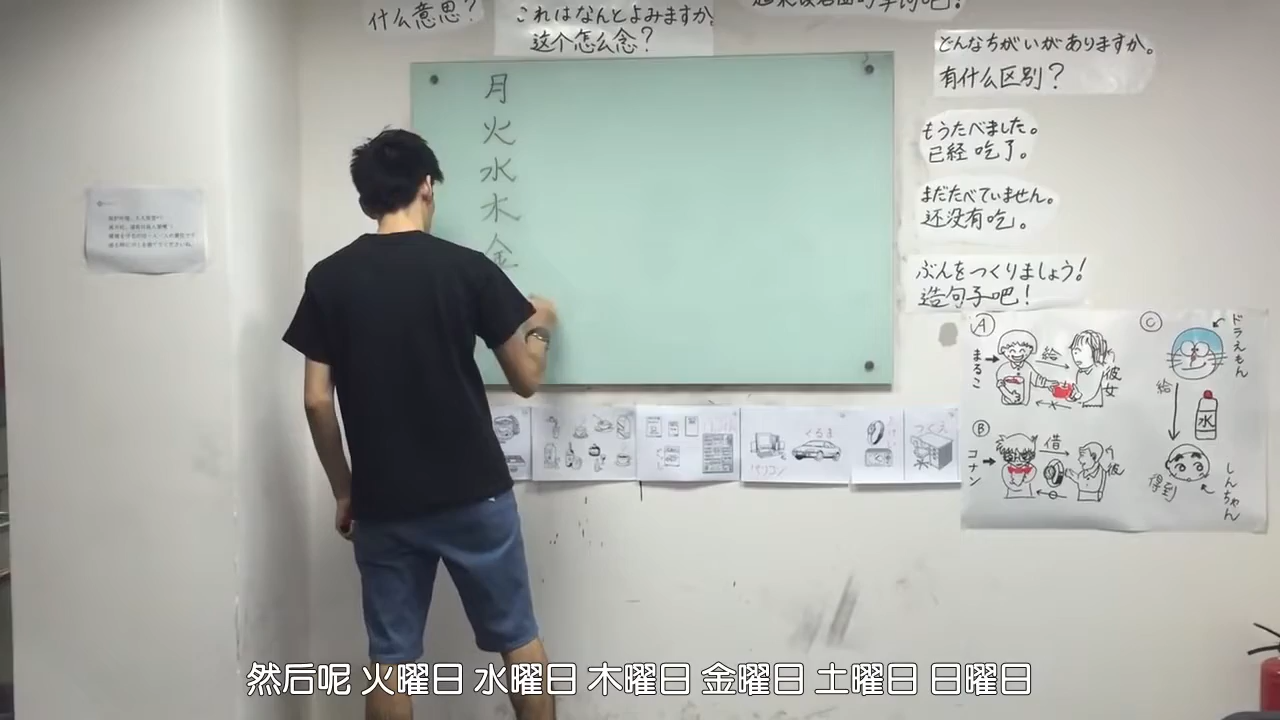 什么意思?
これはなんとよみますか。
这个怎么念?
どんなちがいがありますか。
有什么区别?
もうたべました。
已经吃了。
まだたべていません。
还没有吃。
ぶんをつくりましょう!
造句子吧!
月
火
水
木
金
A
まるこ
给
彼女
B
コナン
借
彼
C
ドラえもん
给
水
得到
しんちゃん
パソコン
くるま
つくえ
然后呢 火曜日 水曜日 木曜日 金曜日 土曜日 日曜日